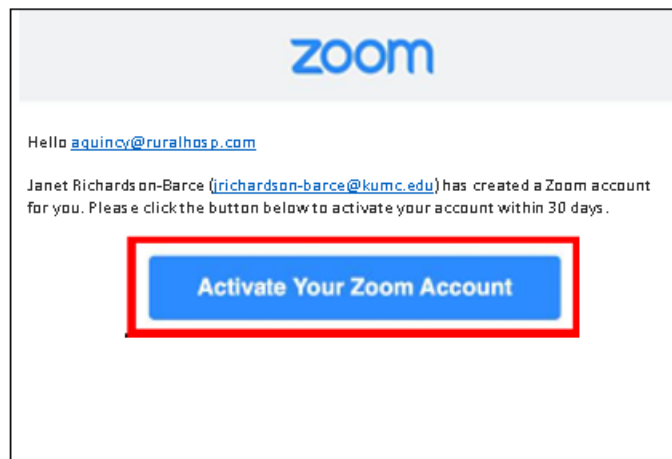 zoom
Hello aquincy@ruralhosp.com
Janet Richardson-Barce (jrichardson-barce@kumc.edu) has created a Zoom account
for you. Please click the button below to activate your account within 30 days.
Activate Your Zoom Account